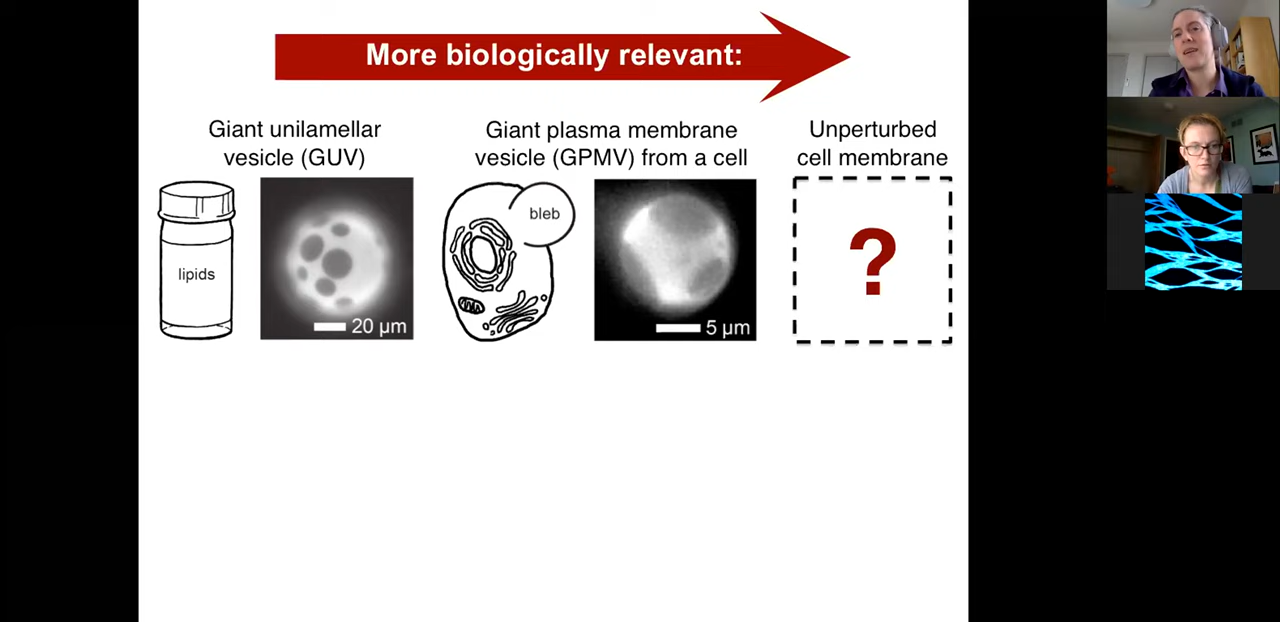 More biologically relevant:
Giant unilamellar
vesicle (GUV)
Giant plasma membrane
vesicle (GPMV) from a cell
Unperturbed
cell membrane
lipids
20 µm
bleb
5 µm
?